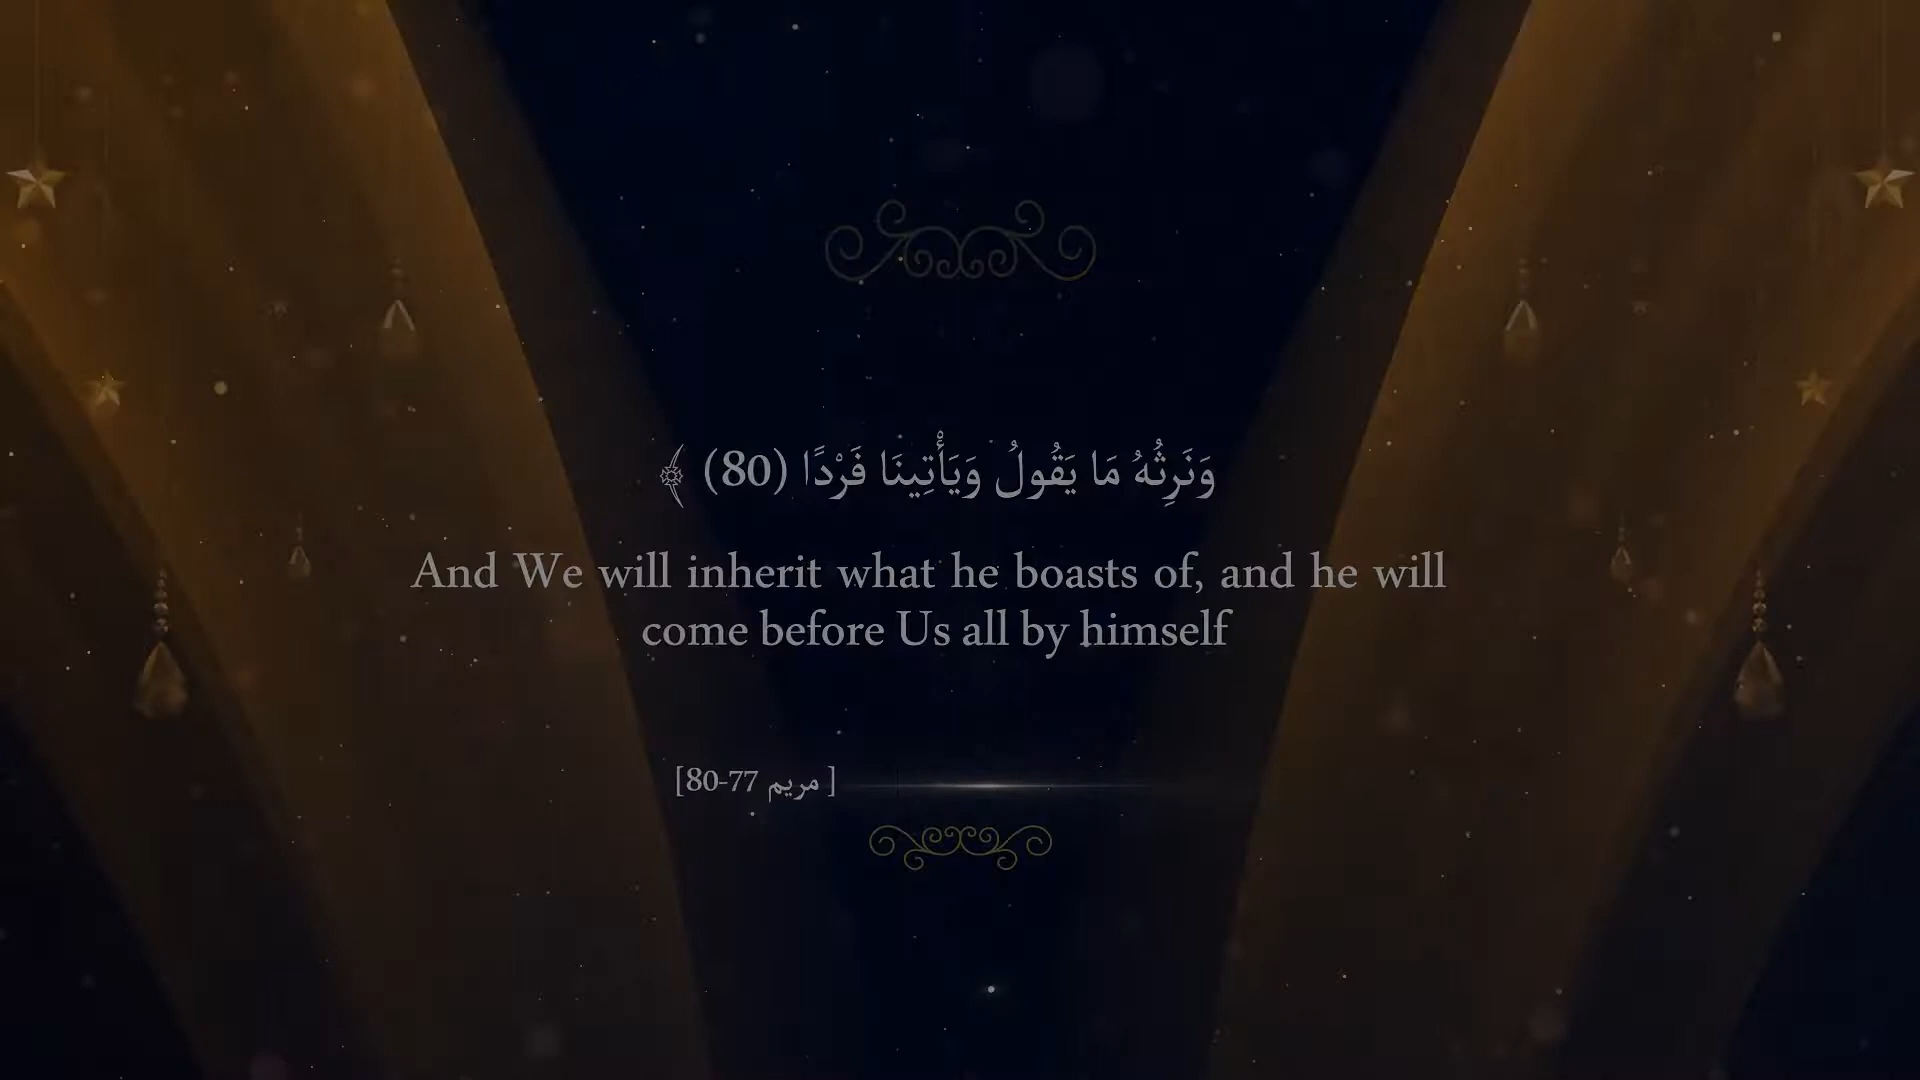 وَنَرِثُهُ مَا يَقُولُ وَيَأْتِينَا فَرْدًا (80) ﴾
And We will inherit what he boasts of, and he will
come before Us all by himself
[ مريم 77-80]